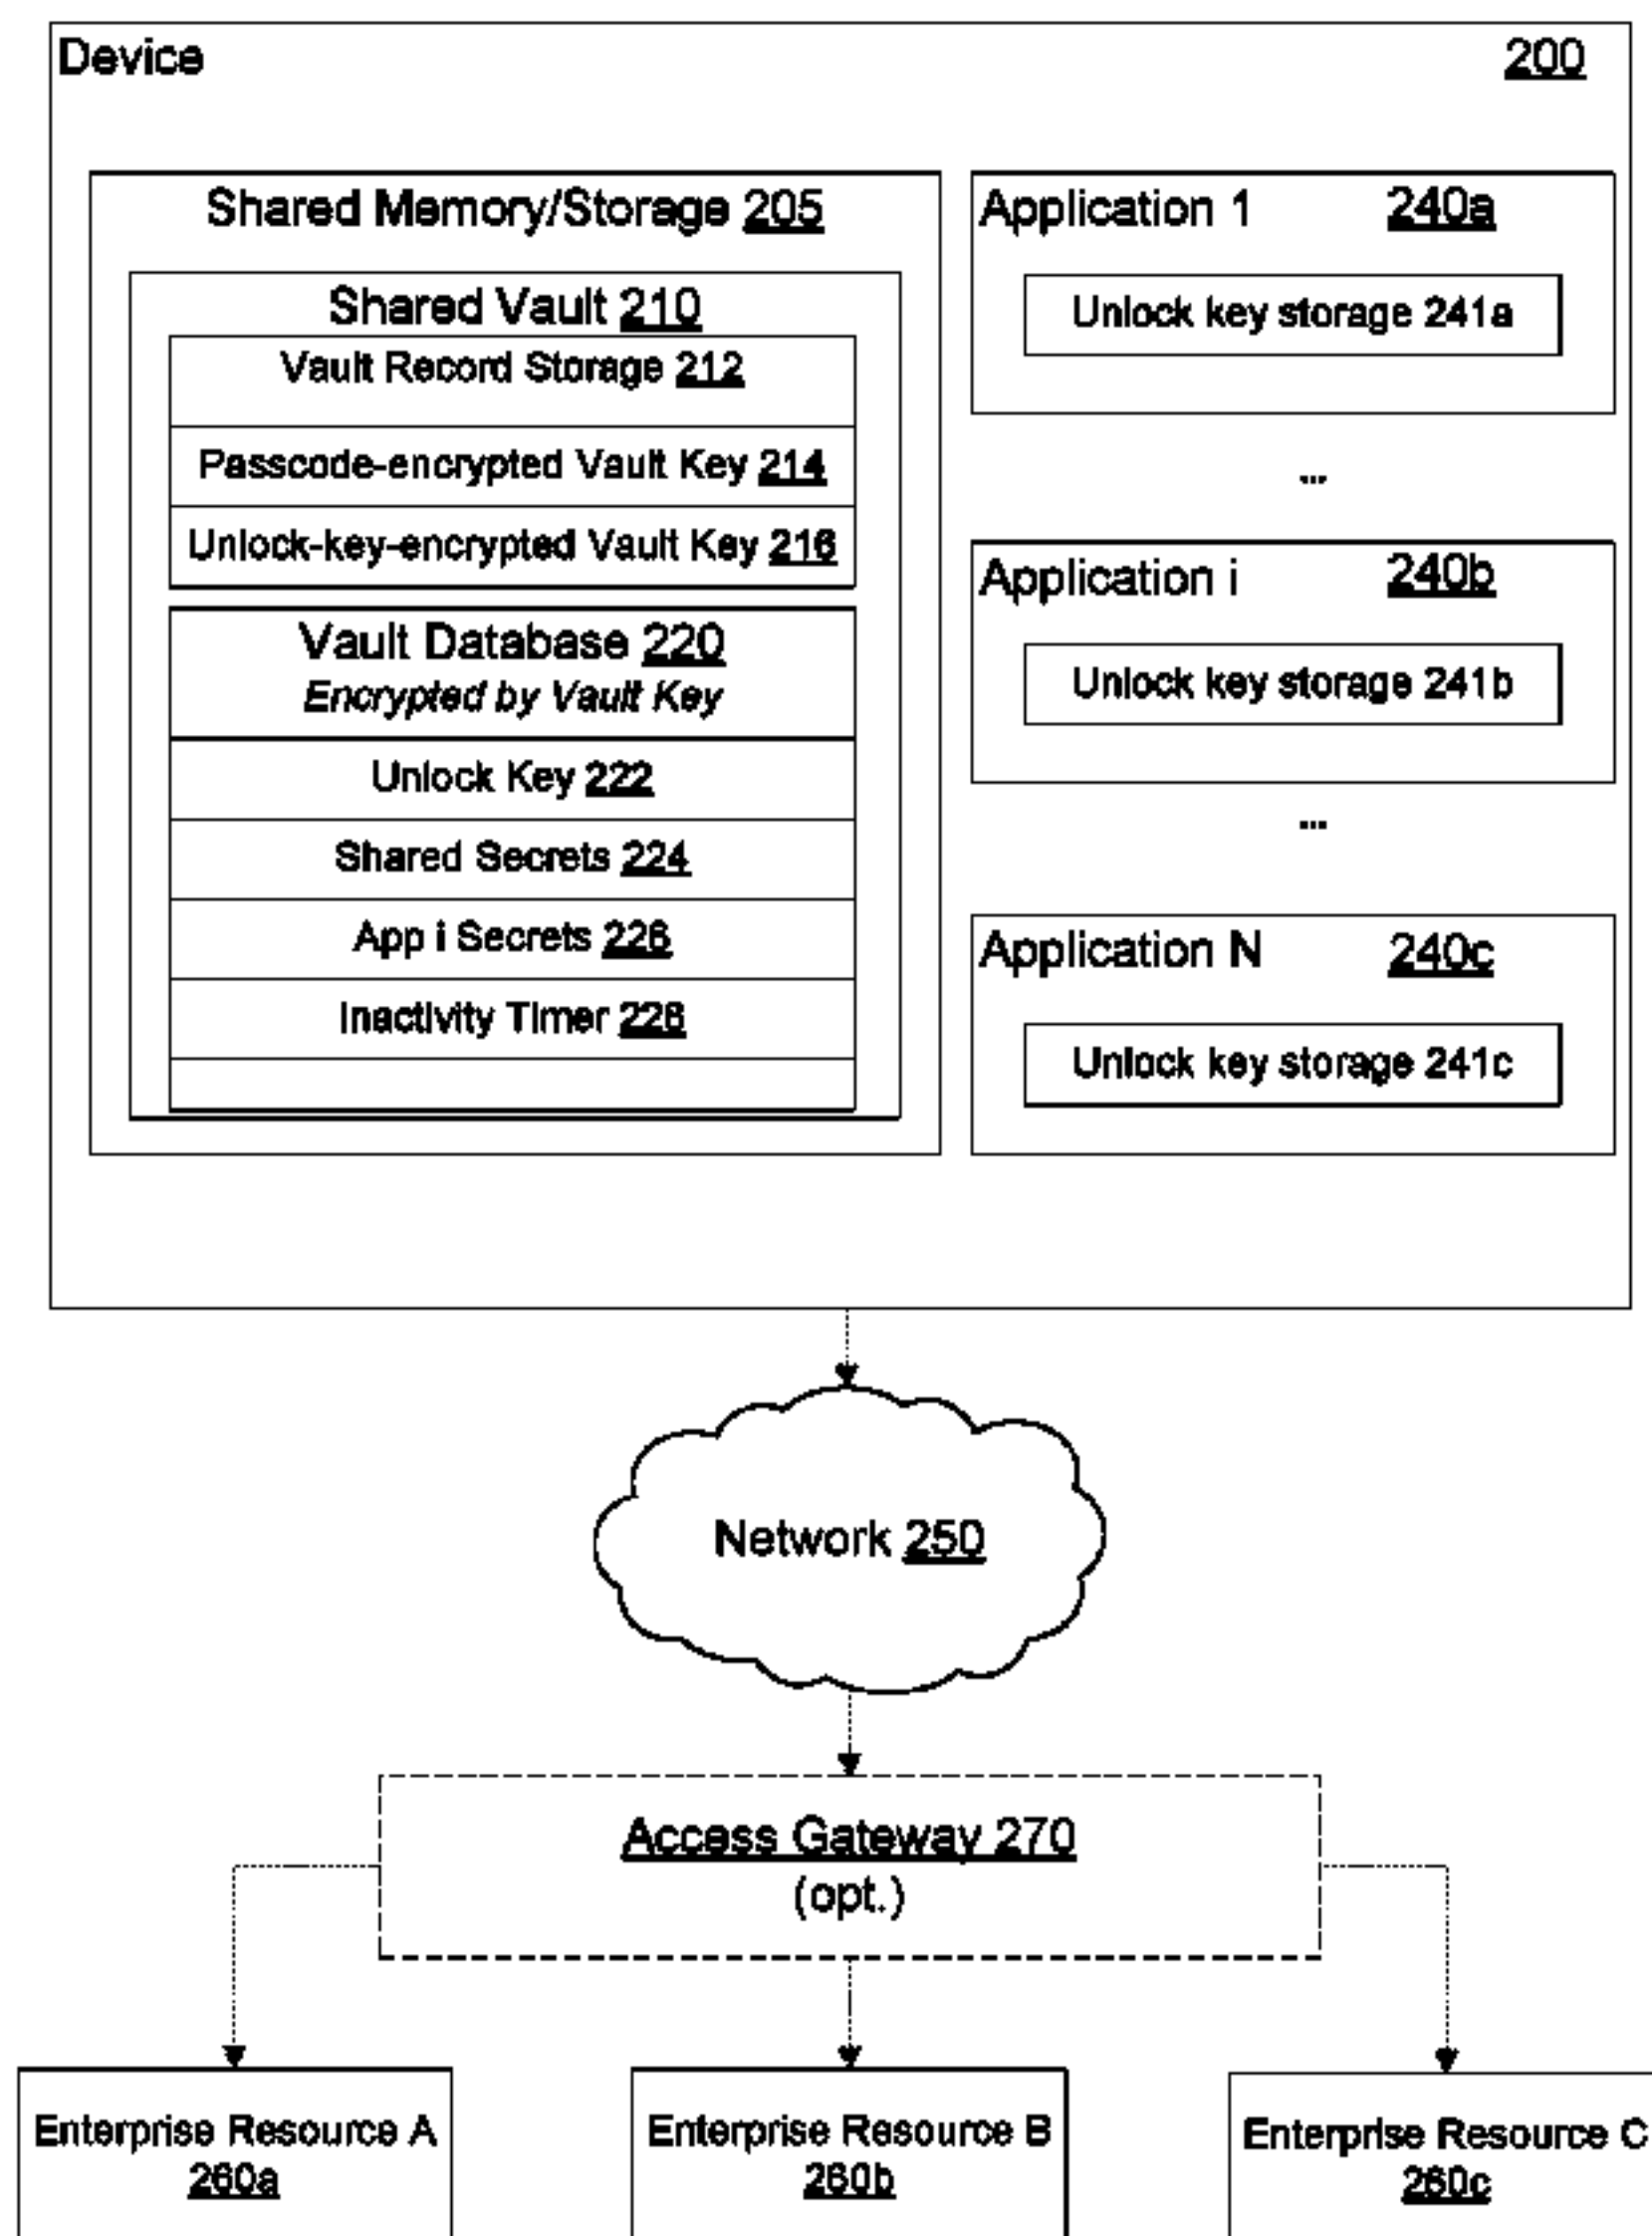 Device 200
Shared Memory/Storage 205
Shared Vault 210
Vault Record Storage 212
Passcode-encrypted Vault Key 214
Unlock-key-encrypted Vault Key 216
Vault Database 220
Encrypted by Vault Key
Unlock Key 222
Shared Secrets 224
App i Secrets 226
Inactivity Timer 228
Application 1 240a
Unlock key storage 241a
...
Application i 240b
Unlock key storage 241b
...
Application N 240c
Unlock key storage 241c
Network 250
Access Gateway 270
(opt.)
Enterprise Resource A
260a
Enterprise Resource B
260b
Enterprise Resource C
260c